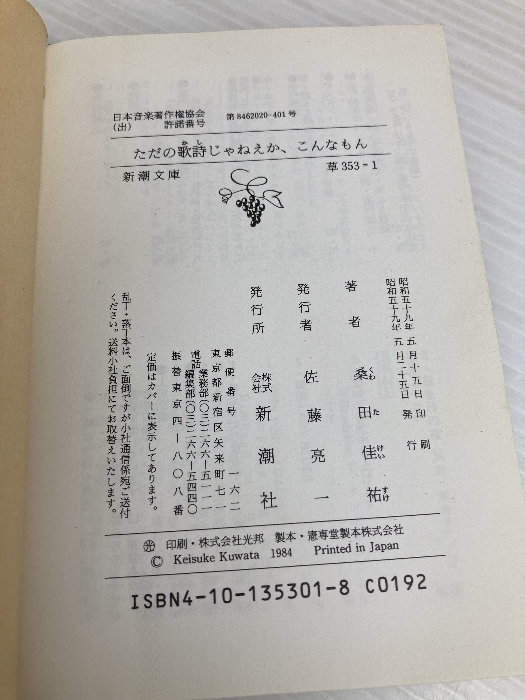 日本音楽著作権協会
(出)　許諾番号
第8462020-401号
ただの歌詩じゃねえか、こんなもん
かし
新潮文庫
草353=1
昭和五十九年五月十五日　印刷
昭和五十九年五月二十五日　発行
著者　桑田佳祐
くわ　た　けい　すけ
発行者　佐藤亮一
発行所　株式会社　新潮社
郵便番号　一六二
東京都新宿区矢来町七一
電話　業務部(〇三)二六六―五一一一
編集部(〇三)二六六―五四四〇
振替　東京四―八〇八番
定価はカバーに表示してあります。
乱丁・落丁本は、ご面倒ですが小社通信係宛ご送付
ください。送料小社負担にてお取替えいたします。
印刷・株式会社光邦　製本・憲専堂製本株式会社
© Keisuke Kuwata 1984　Printed in Japan
ISBN4-10-135301-8 C0192